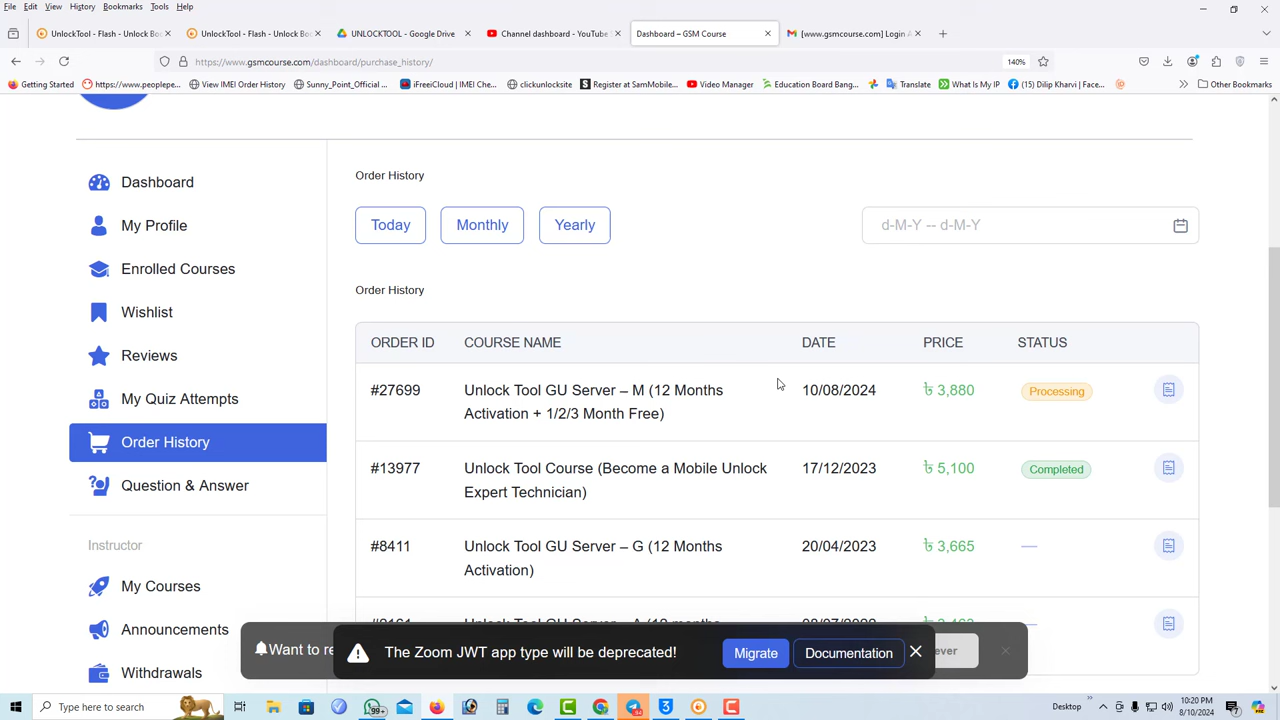 File Edit View History Bookmarks Tools Help
UnlockTool - Flash - Unlock Bo UnlockTool - Flash - Unlock Bo UNLOCKTOOL - Google Drive Channel dashboard - YouTube Dashboard – GSM Course [www.gsmcourse.com] Login A
https://www.gsmcourse.com/dashboard/purchase_history/ 140%
Getting Started https://www.peoplepe... View IMEI Order History Sunny_Point_Official ... iFreeiCloud | IMEI Che... clickunlocksite Register at SamMobile... Video Manager Education Board Bang... Translate What Is My IP (15) Dilip Kharvi | Face... Other Bookmarks
Order History
Today Monthly Yearly d-M-Y -- d-M-Y
Order History
ORDER ID COURSE NAME DATE PRICE STATUS
#27699 Unlock Tool GU Server – M (12 Months 10/08/2024 ৳ 3,880 Processing
Activation + 1/2/3 Month Free)
#13977 Unlock Tool Course (Become a Mobile Unlock 17/12/2023 ৳ 5,100 Completed
Expert Technician)
#8411 Unlock Tool GU Server – G (12 Months 20/04/2023 ৳ 3,665
Activation)
Dashboard
My Profile
Enrolled Courses
Wishlist
Reviews
My Quiz Attempts
Order History
Question & Answer
Instructor
My Courses
Announcements
Withdrawals
Want to re
The Zoom JWT app type will be deprecated! Migrate Documentation
ever
Type here to search 99+ Desktop 10:20 PM
8/10/2024